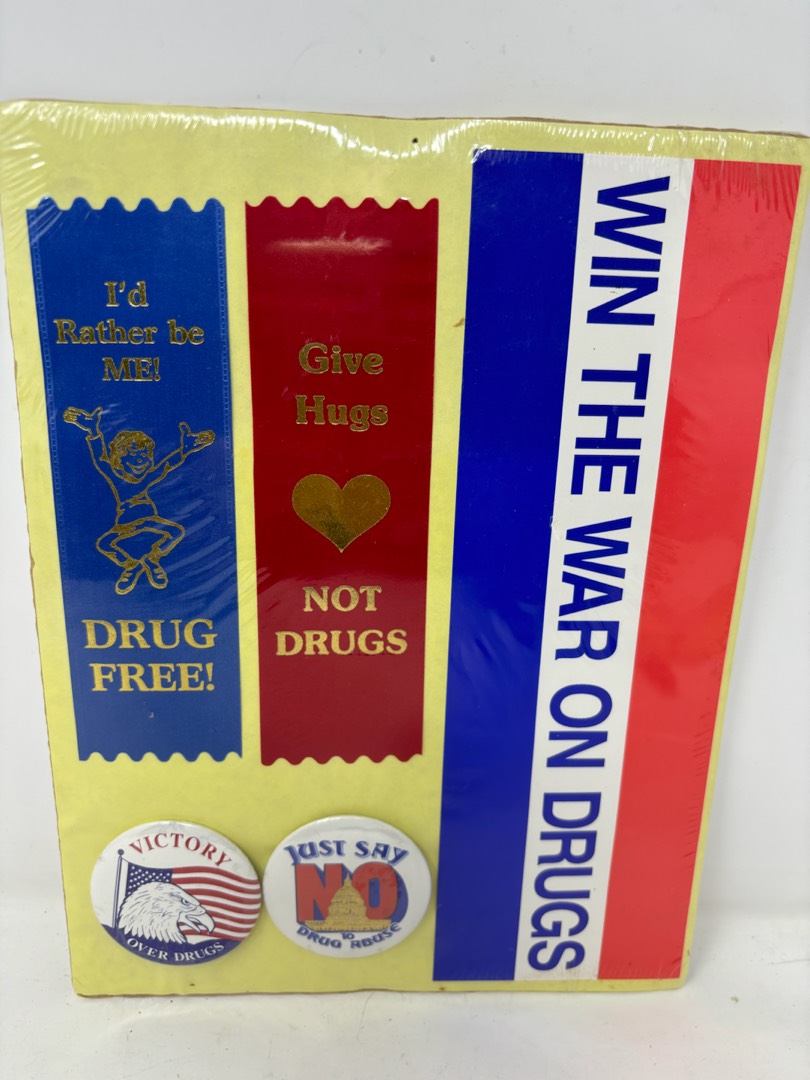 I'd
Rather be
ME!
DRUG
FREE!
Give
Hugs
NOT
DRUGS
WIN THE WAR ON DRUGS
VICTORY
OVER DRUGS
JUST SAY
NO
TO
DRUG ABUSE